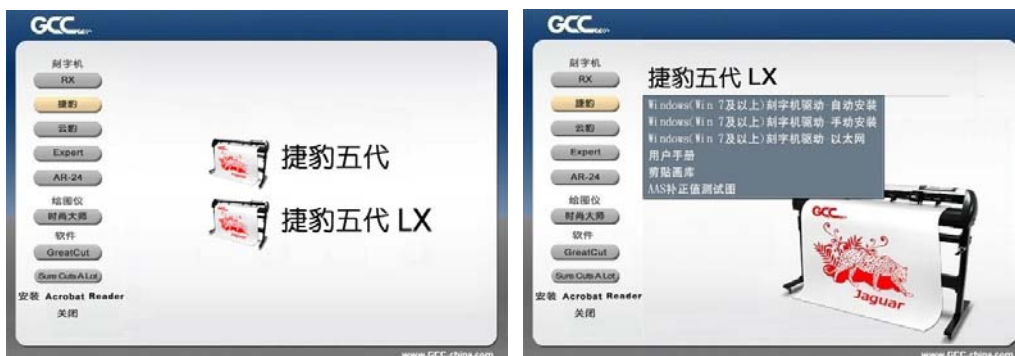 GCC
刻字机
RX
捷豹
云豹
Expert
AR-24
绘图仪
时尚大师
软件
GreatCut
Sure Cuts A Lot
安装 Acrobat Reader
关闭
捷豹五代
捷豹五代 LX
www.GCC-china.com
GCC
刻字机
RX
捷豹
云豹
Expert
AR-24
绘图仪
时尚大师
软件
GreatCut
Sure Cuts A Lot
安装 Acrobat Reader
关闭
捷豹五代 LX
Windows(Win 7及以上)刻字机驱动-自动安装
Windows(Win 7及以上)刻字机驱动-手动安装
Windows(Win 7及以上)刻字机驱动-以太网
用户手册
剪贴画库
AAS补正值测试图
GCC
Jaguar
www.GCC-china.com